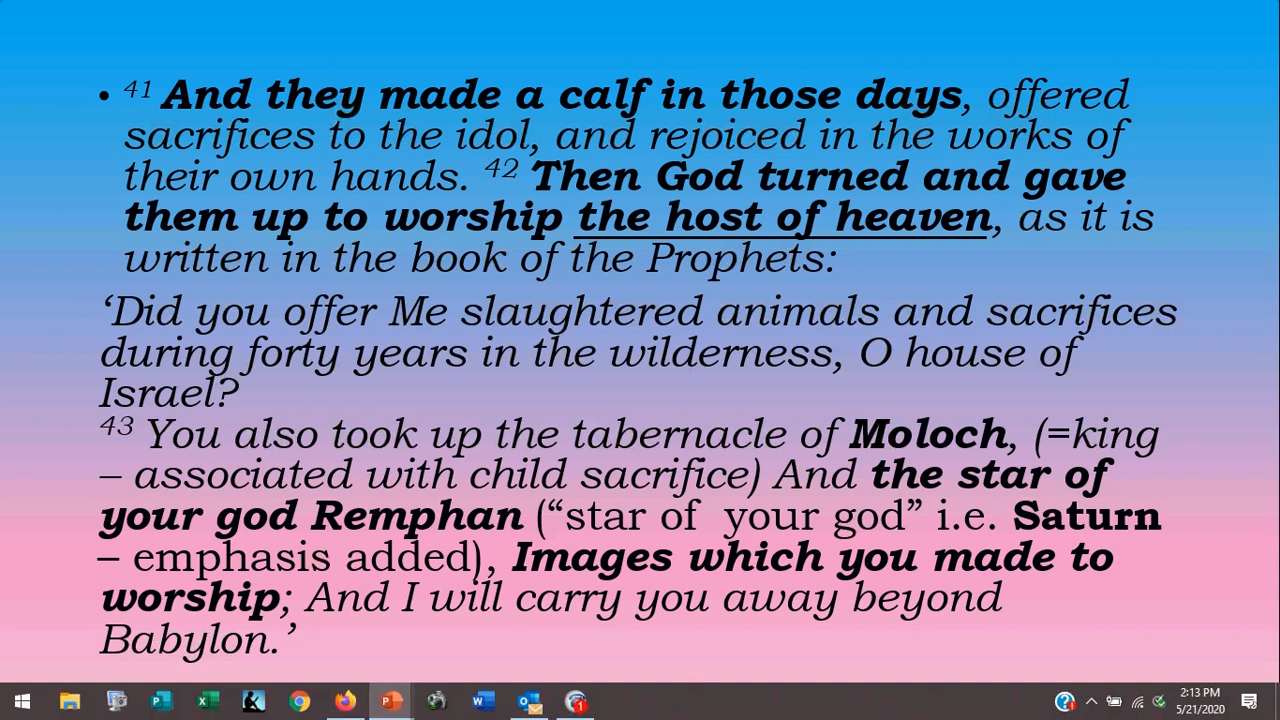 • 41 And they made a calf in those days, offered
sacrifices to the idol, and rejoiced in the works of
their own hands. 42 Then God turned and gave
them up to worship the host of heaven, as it is
written in the book of the Prophets:
‘Did you offer Me slaughtered animals and sacrifices
during forty years in the wilderness, O house of
Israel?
43 You also took up the tabernacle of Moloch, (=king
– associated with child sacrifice) And the star of
your god Remphan (“star of your god” i.e. Saturn
– emphasis added), Images which you made to
worship; And I will carry you away beyond
Babylon.’
2:13 PM
5/21/2020